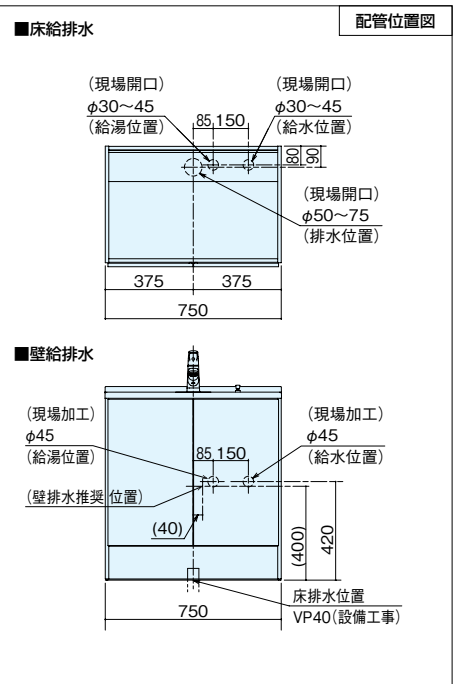 配管位置図
■床給排水
（現場開口）
φ30〜45
（給湯位置）
（現場開口）
φ30〜45
（給水位置）
85 150
80
90
（現場開口）
φ50〜75
（排水位置）
375
375
750
■壁給排水
（現場加工）
φ45
（給湯位置）
（現場加工）
φ45
（給水位置）
85 150
（壁排水推奨位置）
(40)
(400)
420
床排水位置
VP40（設備工事）
750